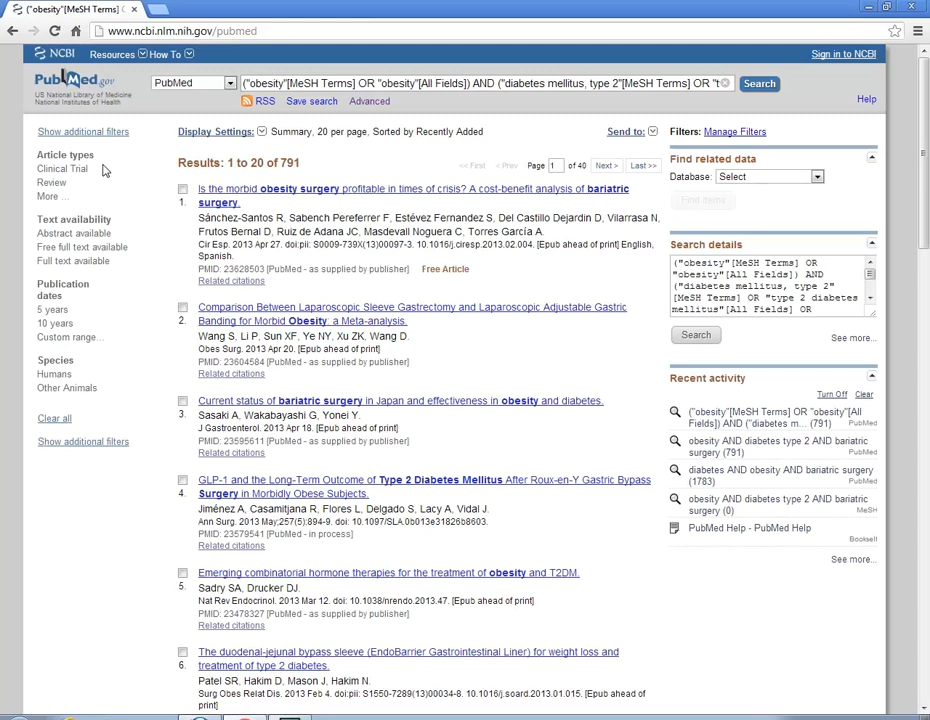 ("obesity"[MeSH Terms] O
www.ncbi.nlm.nih.gov/pubmed
NCBI Resources How To Sign in to NCBI
PubMed.gov
US National Library of Medicine
National Institutes of Health
PubMed
("obesity"[MeSH Terms] OR "obesity"[All Fields]) AND ("diabetes mellitus, type 2"[MeSH Terms] OR "t
Search
RSS Save search Advanced
Help
Show additional filters
Article types
Clinical Trial
Review
More ...
Text availability
Abstract available
Free full text available
Full text available
Publication
dates
5 years
10 years
Custom range...
Species
Humans
Other Animals
Clear all
Show additional filters
Display Settings: Summary, 20 per page, Sorted by Recently Added
Send to:
Results: 1 to 20 of 791
<< First < Prev Page 1 of 40 Next > Last >>
Is the morbid obesity surgery profitable in times of crisis? A cost-benefit analysis of bariatric
1. surgery.
Sánchez-Santos R, Sabench Pereferrer F, Estévez Fernandez S, Del Castillo Dejardin D, Vilarrasa N,
Frutos Bernal D, Ruiz de Adana JC, Masdevall Noguera C, Torres García AJ.
Cir Esp. 2013 Apr 27. doi:pii: S0009-739X(13)00097-3. 10.1016/j.ciresp.2013.02.004. [Epub ahead of print] English,
Spanish.
PMID: 23628503 [PubMed - as supplied by publisher] Free Article
Related citations
Comparison Between Laparoscopic Sleeve Gastrectomy and Laparoscopic Adjustable Gastric
2. Banding for Morbid Obesity: a Meta-analysis.
Wang S, Li P, Sun XF, Ye NY, Xu ZK, Wang D.
Obes Surg. 2013 Apr 20. [Epub ahead of print]
PMID: 23604584 [PubMed - as supplied by publisher]
Related citations
Current status of bariatric surgery in Japan and effectiveness in obesity and diabetes.
3. Sasaki A, Wakabayashi G, Yonei Y.
J Gastroenterol. 2013 Apr 18. [Epub ahead of print]
PMID: 23595611 [PubMed - as supplied by publisher]
Related citations
GLP-1 and the Long-Term Outcome of Type 2 Diabetes Mellitus After Roux-en-Y Gastric Bypass
4. Surgery in Morbidly Obese Subjects.
Jiménez A, Casamitjana R, Flores L, Delgado S, Lacy A, Vidal J.
Ann Surg. 2013 May;257(5):894-9. doi: 10.1097/SLA.0b013e31826b8603.
PMID: 23579541 [PubMed - in process]
Related citations
Emerging combinatorial hormone therapies for the treatment of obesity and T2DM.
5. Sadry SA, Drucker DJ.
Nat Rev Endocrinol. 2013 Mar 12. doi: 10.1038/nrendo.2013.47. [Epub ahead of print]
PMID: 23478327 [PubMed - as supplied by publisher]
Related citations
The duodenal-jejunal bypass sleeve (EndoBarrier Gastrointestinal Liner) for weight loss and
6. treatment of type 2 diabetes.
Patel SR, Hakim D, Mason J, Hakim N.
Surg Obes Relat Dis. 2013 Feb 4. doi:pii: S1550-7289(13)00034-8. 10.1016/j.soard.2013.01.015. [Epub ahead of
print]
Filters: Manage Filters
Find related data
Database: Select
Find items
Search details
("obesity"[MeSH Terms] OR
"obesity"[All Fields]) AND
("diabetes mellitus, type 2"
[MeSH Terms] OR "type 2 diabetes
mellitus"[All Fields] OR
Search
See more...
Recent activity
Turn Off Clear
("obesity"[MeSH Terms] OR "obesity"[All
Fields]) AND ("diabetes m... (791)
PubMed
obesity AND diabetes type 2 AND bariatric
surgery (791)
PubMed
diabetes AND obesity AND bariatric surgery
(1783)
PubMed
obesity AND diabetes type 2 AND bariatric
surgery (0)
MeSH
PubMed Help - PubMed Help
Bookself
See more...